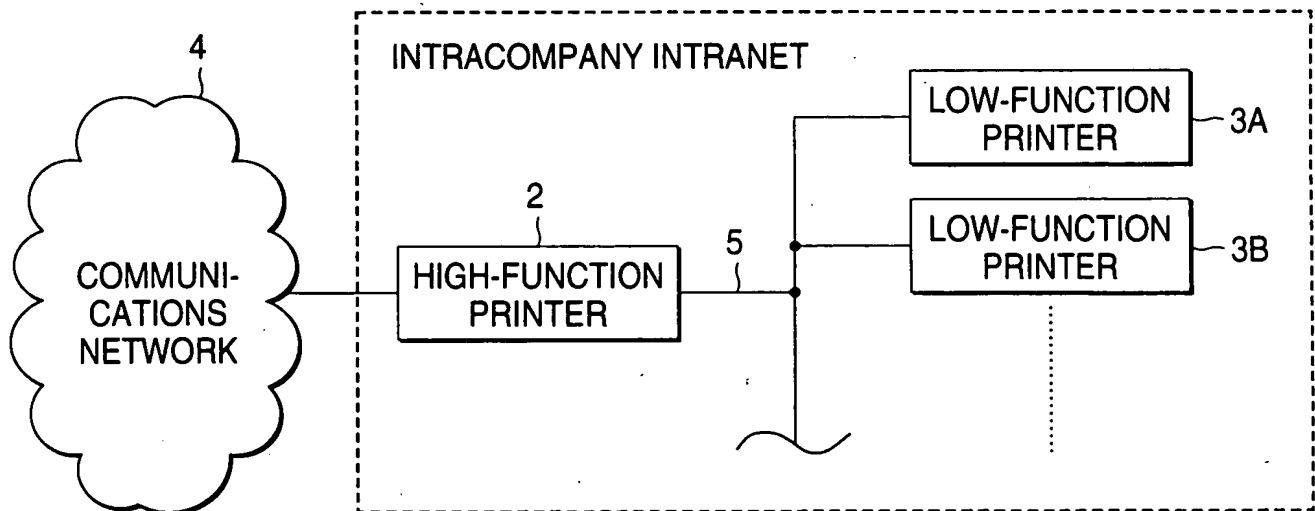 4
INTRACOMPANY INTRANET
LOW-FUNCTION
PRINTER
3A
2
5
LOW-FUNCTION
PRINTER
3B
HIGH-FUNCTION
PRINTER
COMMUNI-
CATIONS
NETWORK